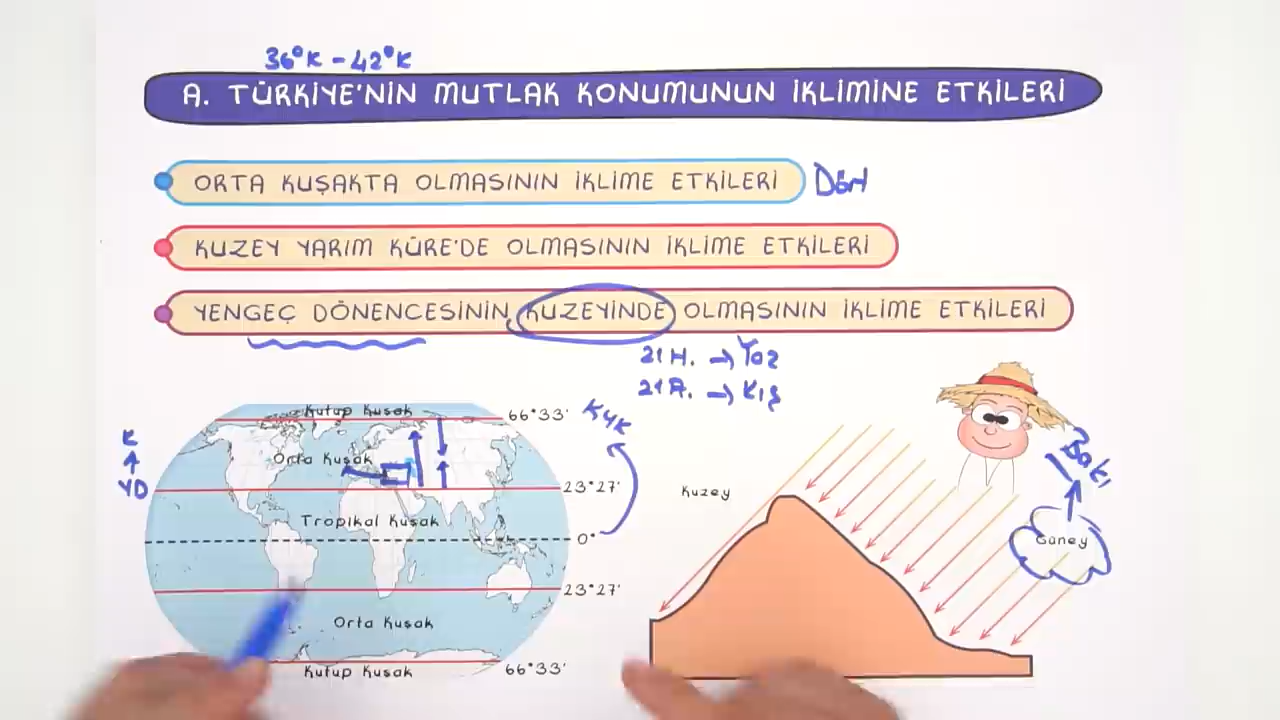 36°K - 42°K
A. TÜRKİYE'NİN MUTLAK KONUMUNUN İKLİMİNE ETKİLERİ
ORTA KUŞAKTA OLMASININ İKLİME ETKİLERİ Dört
KUZEY YARIM KÜRE'DE OLMASININ İKLİME ETKİLERİ
YENGEÇ DÖNENCESİNİN KUZEYİNDE OLMASININ İKLİME ETKİLERİ
21 H. → Yaz
21 A. → Kış
Kutup Kuşak 66°33'
KYK
K
Orta Kuşak
YD
23°27'
Tropikal Kuşak
0°
23°27'
Orta Kuşak
Kutup Kuşak 66°33'
Kuzey
Bakı
Güney